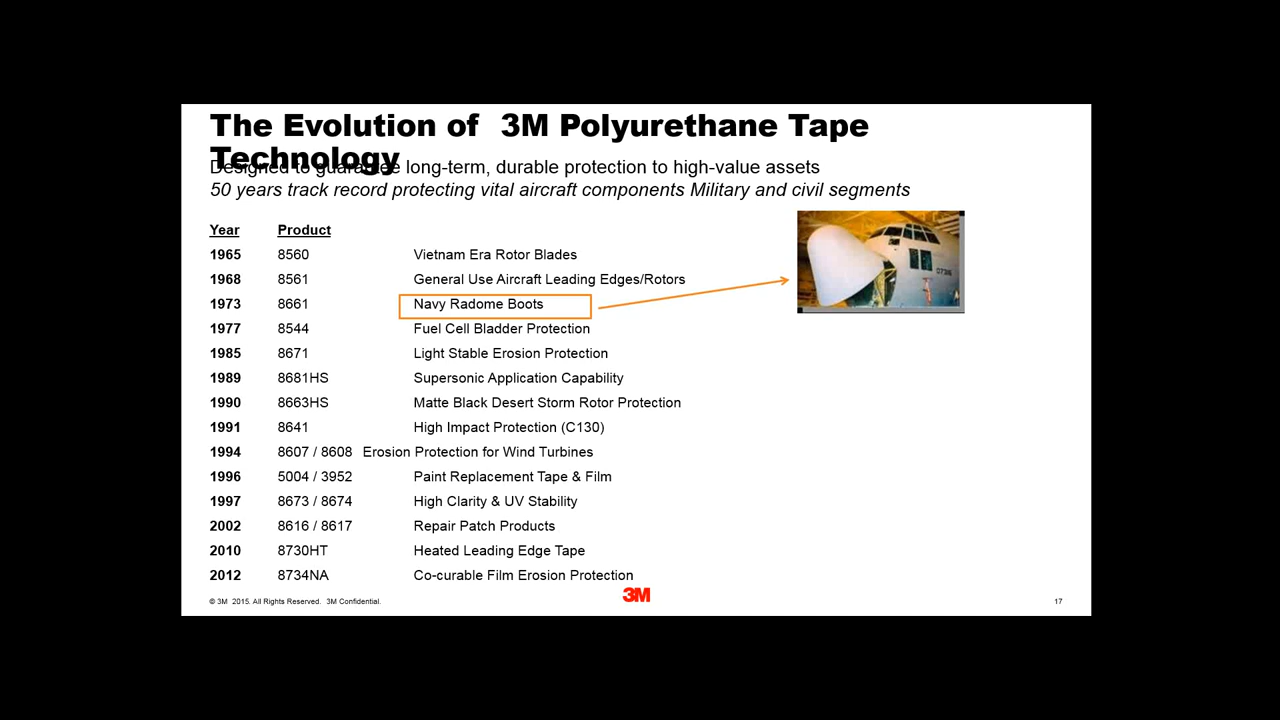 The Evolution of  3M Polyurethane Tape
Technology
Designed to guarantee long-term, durable protection to high-value assets
50 years track record protecting vital aircraft components Military and civil segments
Year Product
1965 8560 Vietnam Era Rotor Blades
1968 8561 General Use Aircraft Leading Edges/Rotors
1973 8661 Navy Radome Boots
1977 8544 Fuel Cell Bladder Protection
1985 8671 Light Stable Erosion Protection
1989 8681HS Supersonic Application Capability
1990 8663HS Matte Black Desert Storm Rotor Protection
1991 8641 High Impact Protection (C130)
1994 8607 / 8608 Erosion Protection for Wind Turbines
1996 5004 / 3952 Paint Replacement Tape & Film
1997 8673 / 8674 High Clarity & UV Stability
2002 8616 / 8617 Repair Patch Products
2010 8730HT Heated Leading Edge Tape
2012 8734NA Co-curable Film Erosion Protection
© 3M 2015. All Rights Reserved. 3M Confidential.
3M
17